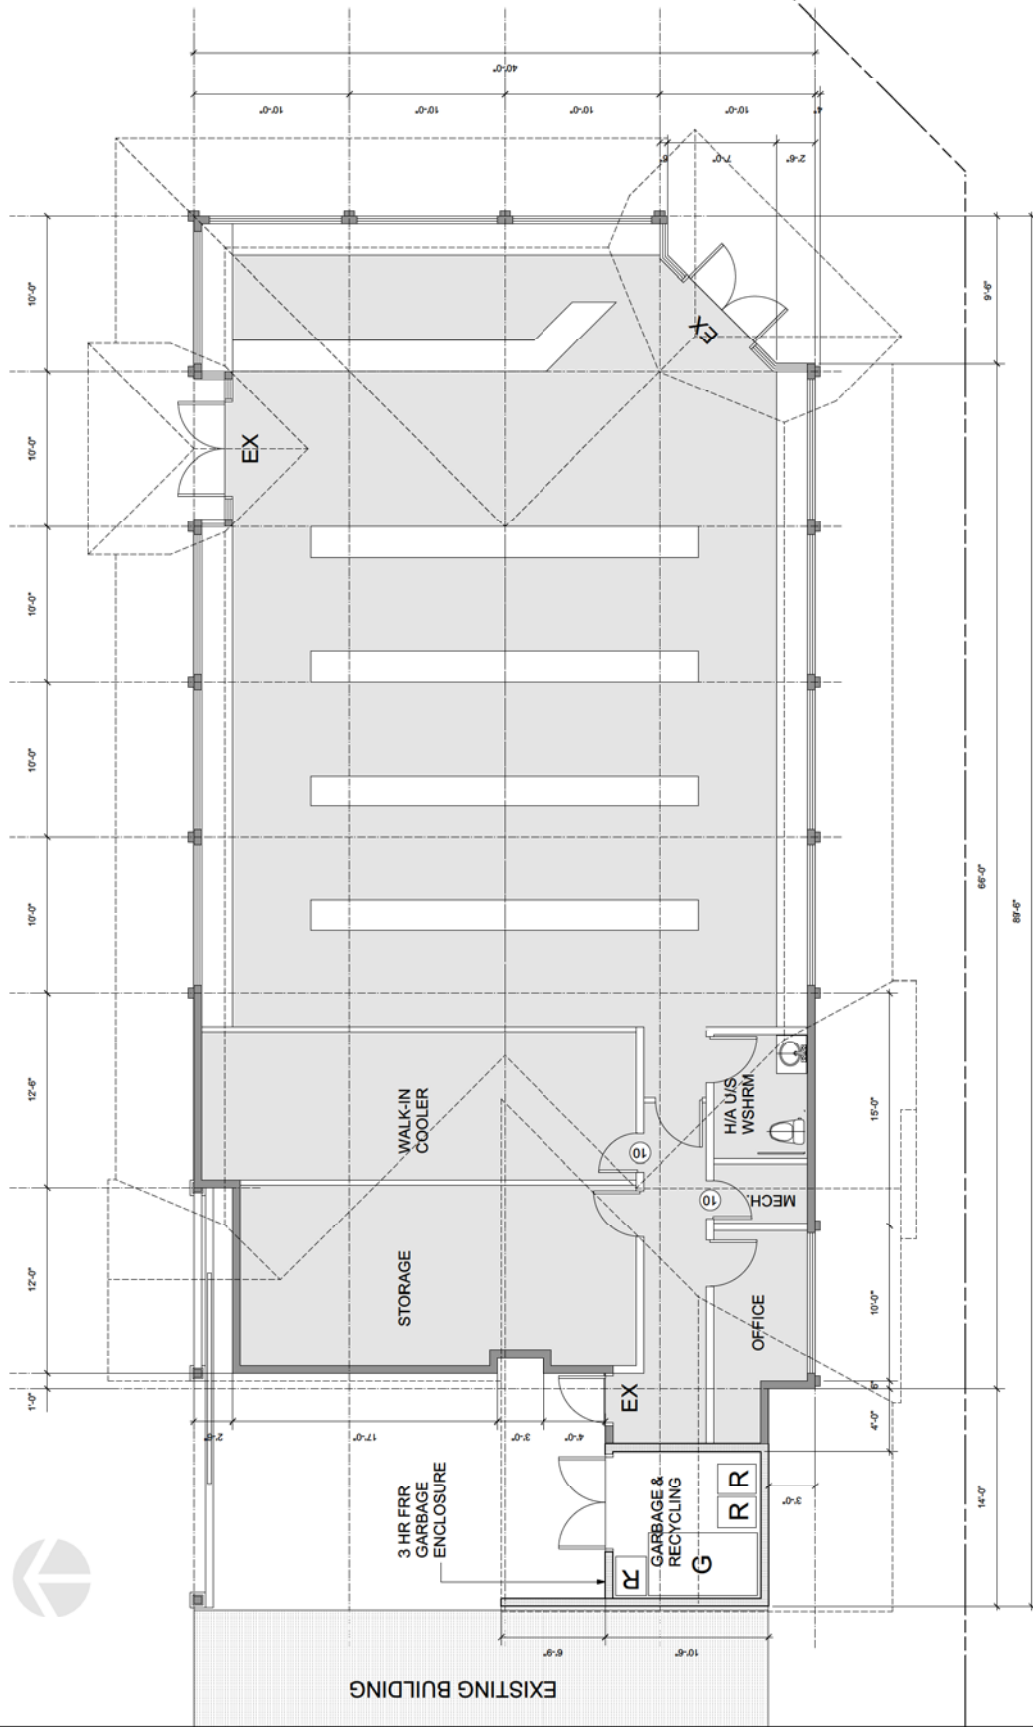 40'-0"
10'-0"
10'-0"
10'-0"
10'-0"
4"
6"
7'-0"
2'-6"
10'-0"
9'-6"
EX
10'-0"
EX
10'-0"
10'-0"
66'-0"
89'-6"
10'-0"
12'-6"
WALK-IN
COOLER
H/A U/S
WSHRM
15'-0"
10
10
MECH.
12'-0"
STORAGE
OFFICE
10'-0"
6"
1'-0"
EX
4'-0"
2'-6"
17'-0"
3'-0"
4'-0"
3 HR FRR
GARBAGE
ENCLOSURE
GARBAGE &
RECYCLING
R
R
R
G
3'-0"
14'-0"
6'-9"
10'-6"
EXISTING BUILDING